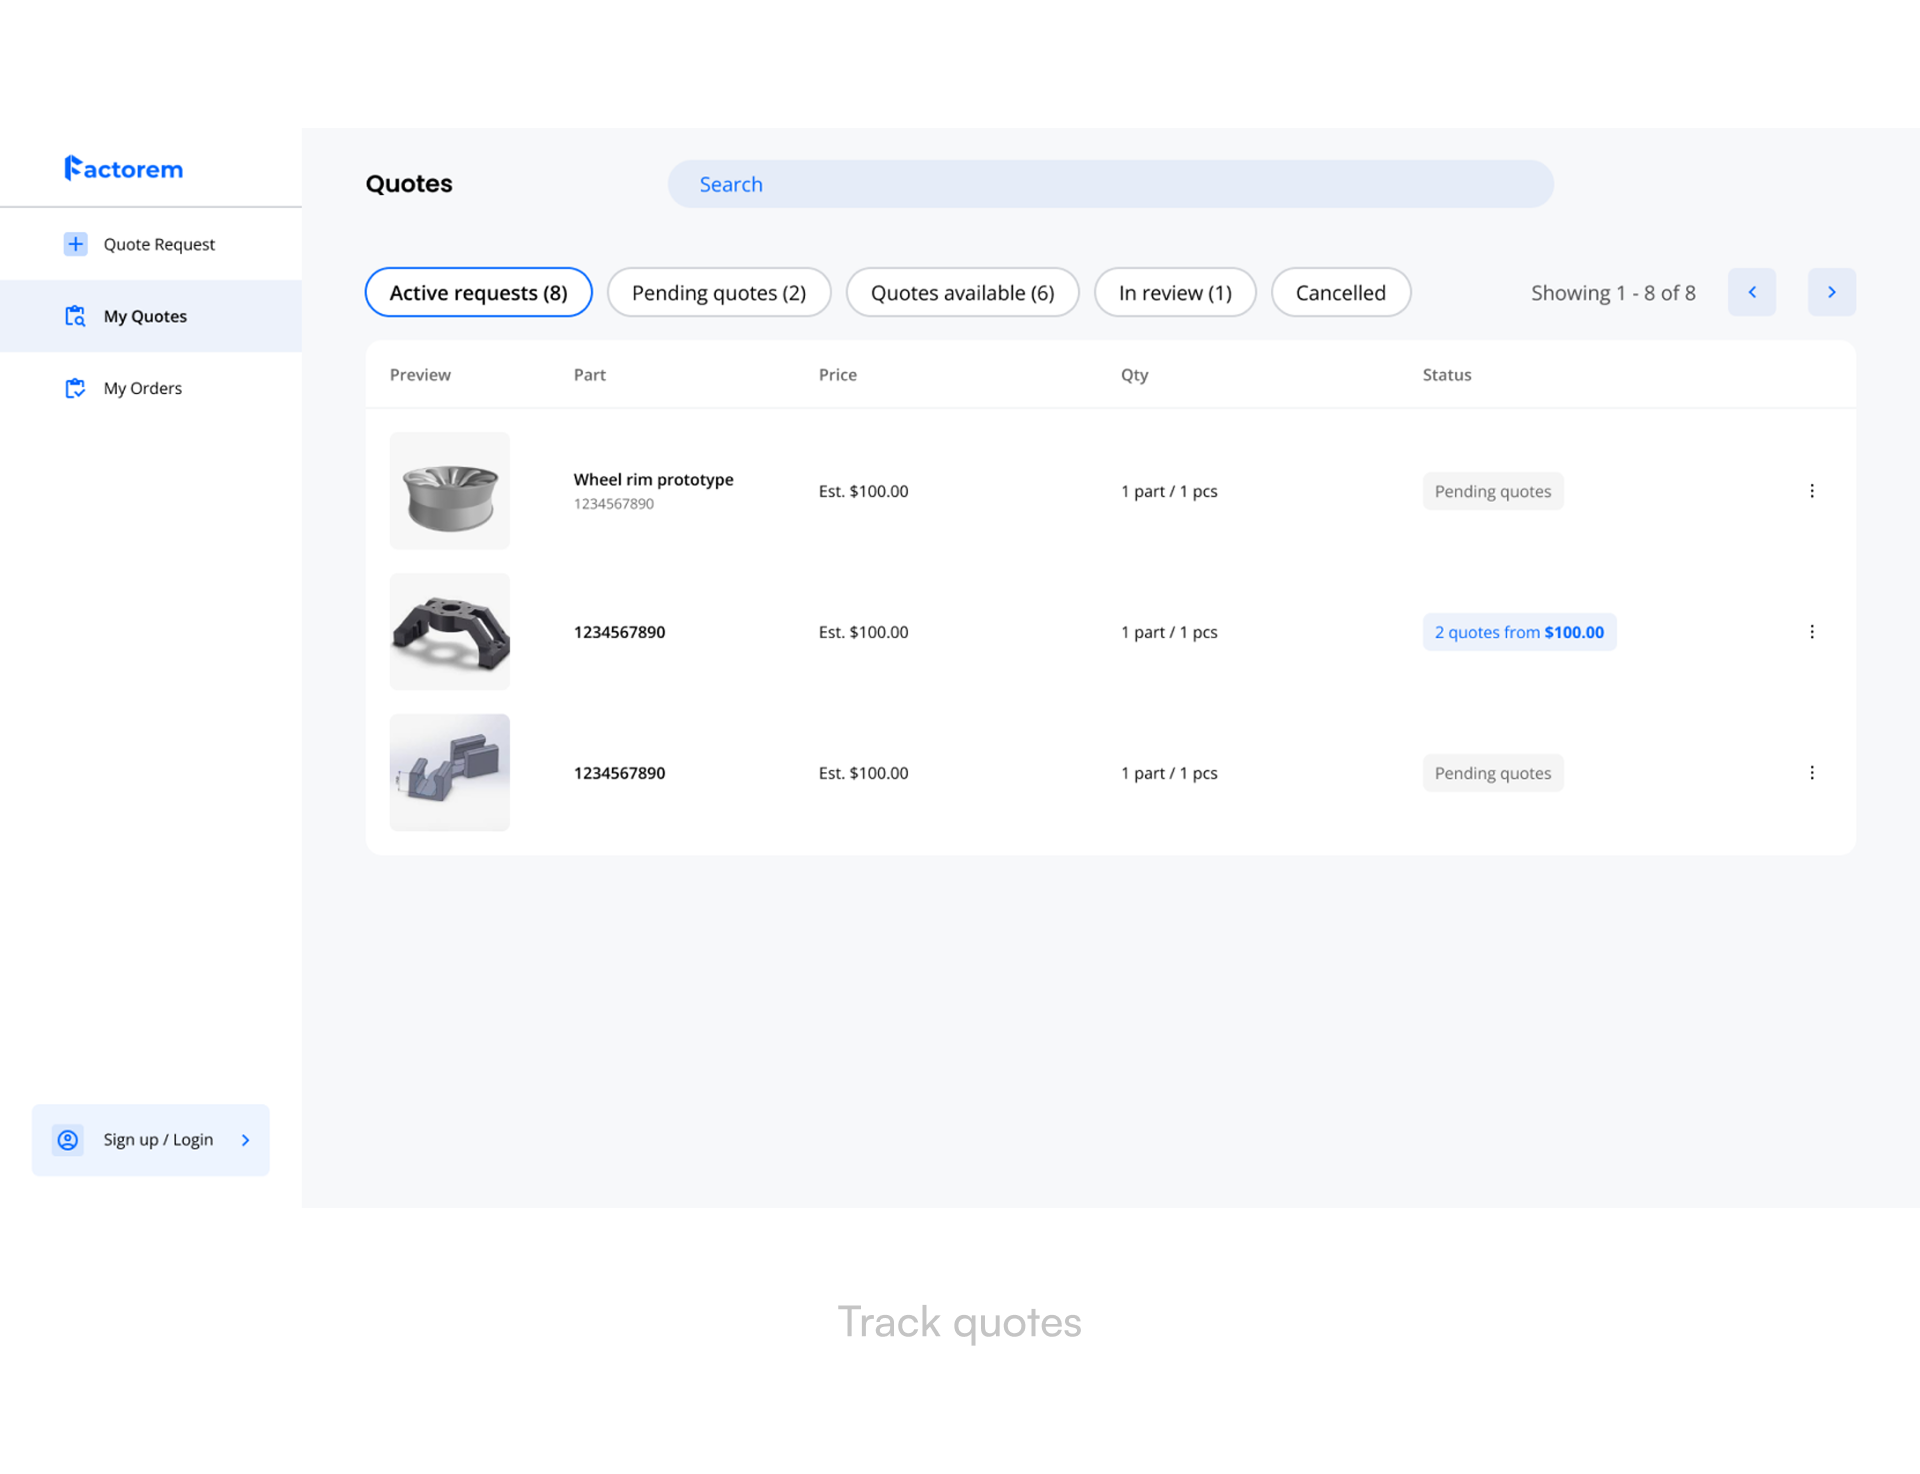 Factorem
Quote Request
My Quotes
My Orders
Sign up / Login
Quotes
Search
Active requests (8)
Pending quotes (2)
Quotes available (6)
In review (1)
Cancelled
Showing 1 - 8 of 8
Preview Part Price Qty Status
Wheel rim prototype
1234567890
Est. $100.00
1 part / 1 pcs
Pending quotes
1234567890
Est. $100.00
1 part / 1 pcs
2 quotes from $100.00
1234567890
Est. $100.00
1 part / 1 pcs
Pending quotes
Track quotes